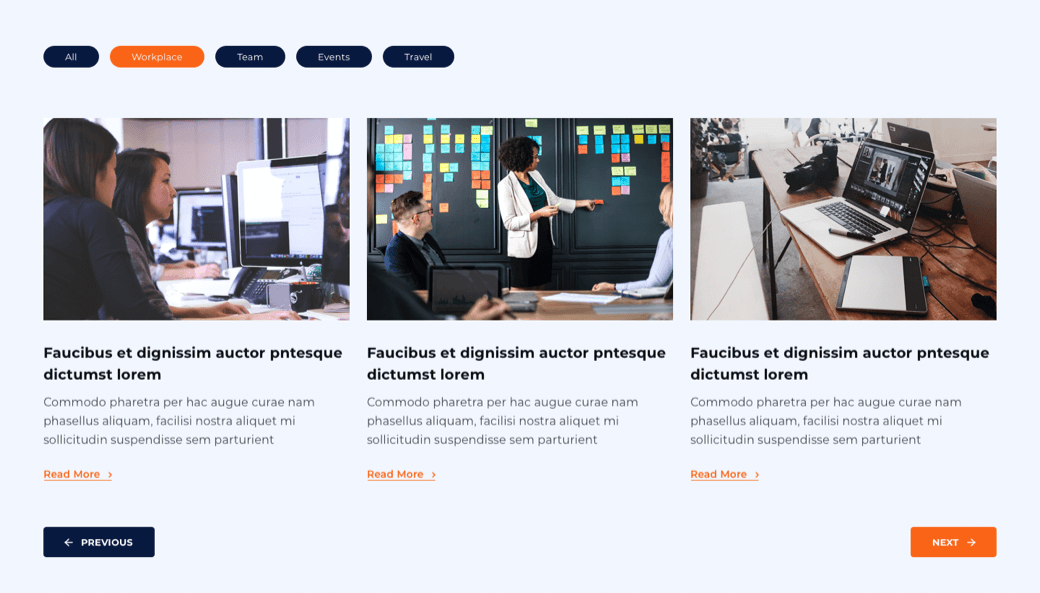 All
Workplace
Team
Events
Travel
Faucibus et dignissim auctor pntesque
dictumst lorem
Commodo pharetra per hac augue curae nam
phasellus aliquam, facilisi nostra aliquet mi
sollicitudin suspendisse sem parturient
Read More
Faucibus et dignissim auctor pntesque
dictumst lorem
Commodo pharetra per hac augue curae nam
phasellus aliquam, facilisi nostra aliquet mi
sollicitudin suspendisse sem parturient
Read More
Faucibus et dignissim auctor pntesque
dictumst lorem
Commodo pharetra per hac augue curae nam
phasellus aliquam, facilisi nostra aliquet mi
sollicitudin suspendisse sem parturient
Read More
PREVIOUS
NEXT